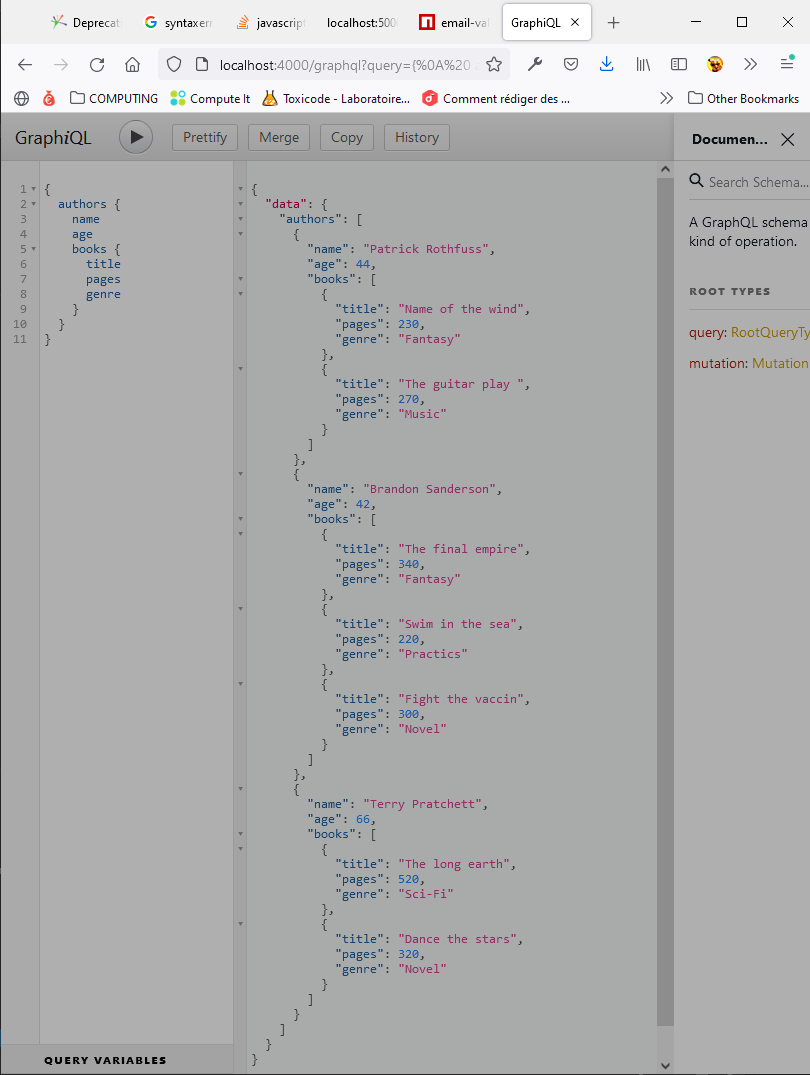 Deprecat
syntaxerr
javascript
localhost:500
email-val
GraphiQL
localhost:4000/graphql?query={%0A%20
COMPUTING
Compute It
Toxicode - Laboratoire...
Comment rédiger des ...
Other Bookmarks
GraphiQL
Prettify
Merge
Copy
History
Documen...
1 {
2 authors {
3 name
4 age
5 books {
6 title
7 pages
8 genre
9 }
10 }
11 }
{
"data": {
"authors": [
{
"name": "Patrick Rothfuss",
"age": 44,
"books": [
{
"title": "Name of the wind",
"pages": 230,
"genre": "Fantasy"
},
{
"title": "The guitar play ",
"pages": 270,
"genre": "Music"
}
]
},
{
"name": "Brandon Sanderson",
"age": 42,
"books": [
{
"title": "The final empire",
"pages": 340,
"genre": "Fantasy"
},
{
"title": "Swim in the sea",
"pages": 220,
"genre": "Practics"
},
{
"title": "Fight the vaccin",
"pages": 300,
"genre": "Novel"
}
]
},
{
"name": "Terry Pratchett",
"age": 66,
"books": [
{
"title": "The long earth",
"pages": 520,
"genre": "Sci-Fi"
},
{
"title": "Dance the stars",
"pages": 320,
"genre": "Novel"
}
]
}
]
}
}
Search Schema...
A GraphQL schema
kind of operation.
ROOT TYPES
query: RootQueryTy
mutation: Mutation
QUERY VARIABLES